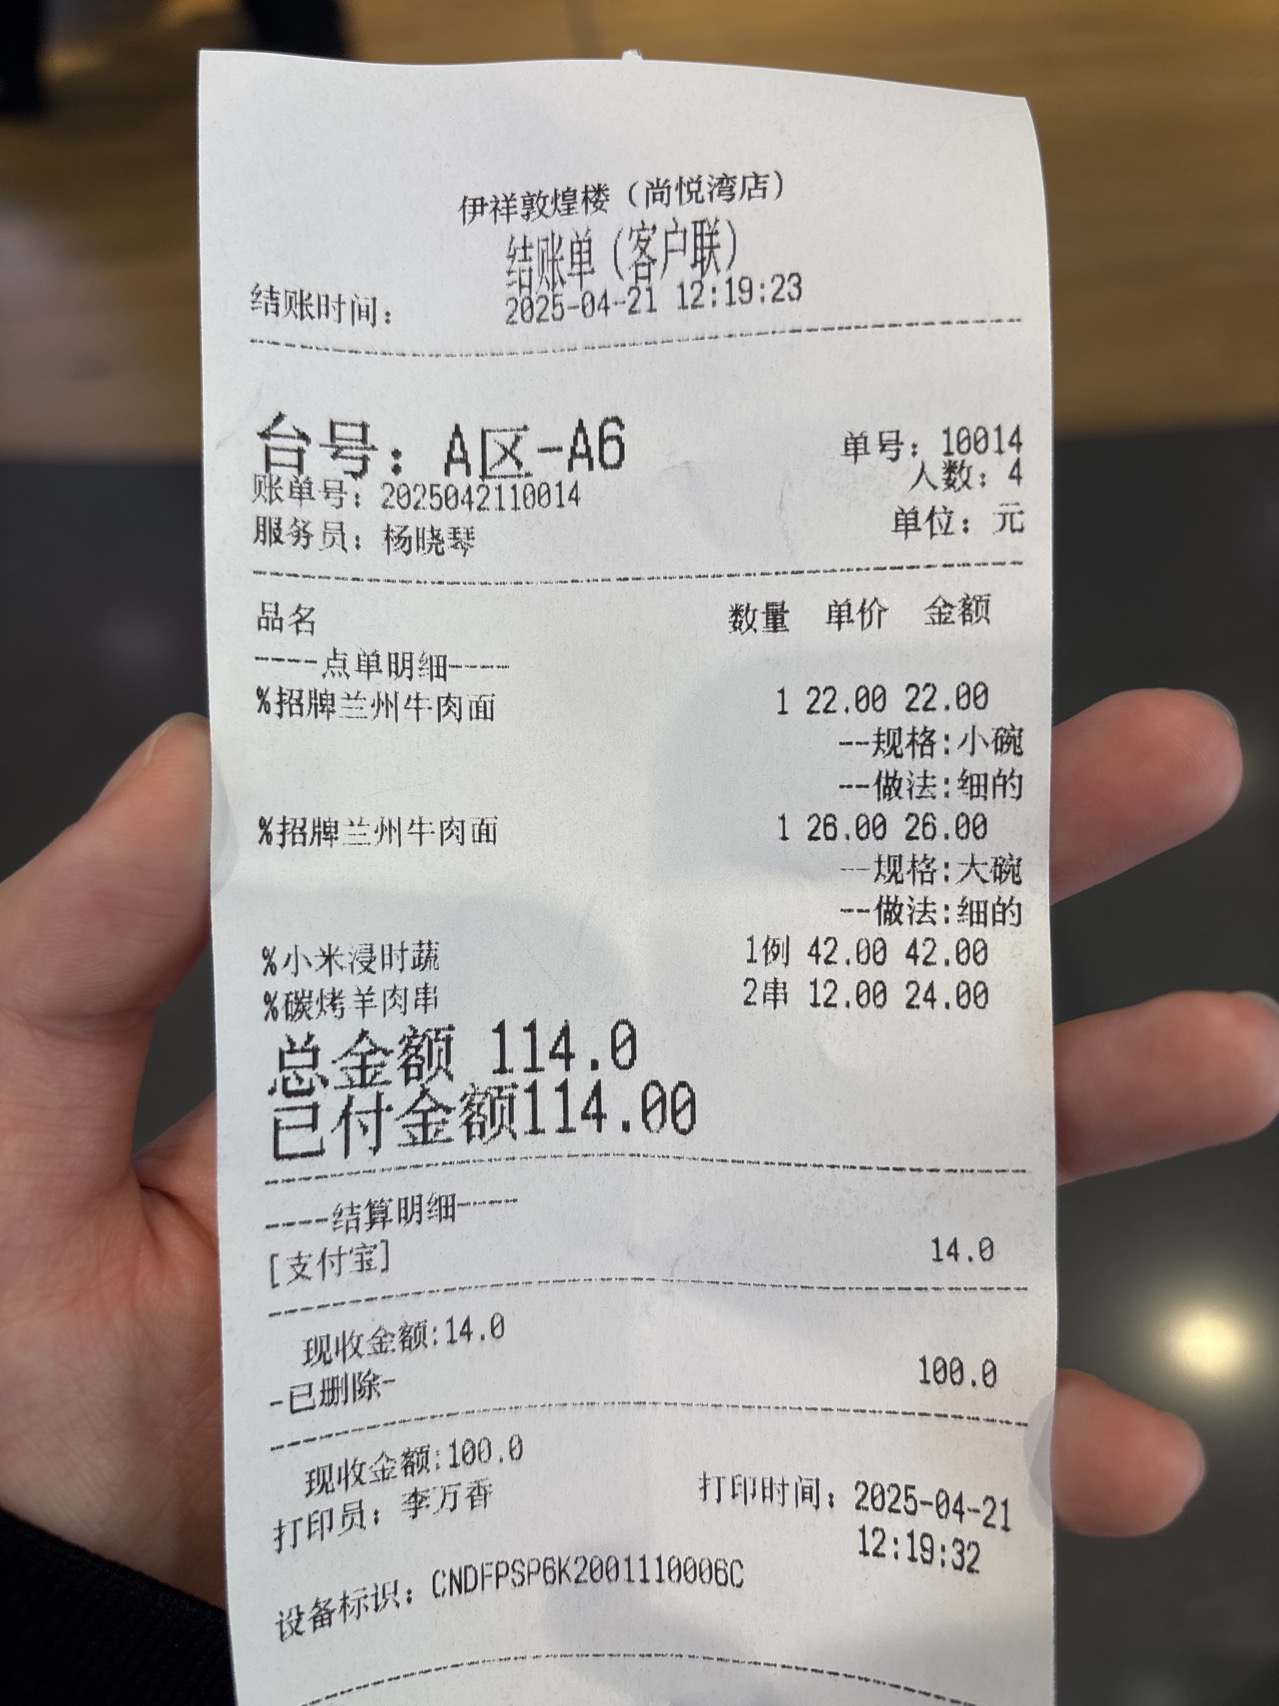 伊祥敦煌楼（尚悦湾店）
结账单（客户联）
结账时间： 2025-04-21 12:19:23
台号：A区-A6 单号：10014
账单号：2025042110014 人数：4
服务员：杨晓琴 单位：元
品名 数量 单价 金额
----点单明细----
%招牌兰州牛肉面 1 22.00 22.00
--规格:小碗
--做法:细的
%招牌兰州牛肉面 1 26.00 26.00
--规格:大碗
--做法:细的
%小米浸时蔬 1例 42.00 42.00
%碳烤羊肉串 2串 12.00 24.00
总金额 114.0
已付金额114.00
----结算明细----
[支付宝] 14.0
现收金额:14.0
-已删除- 100.0
现收金额:100.0
打印员：李万香 打印时间：2025-04-21
12:19:32
设备标识：CNDFPSP6K2001110006C